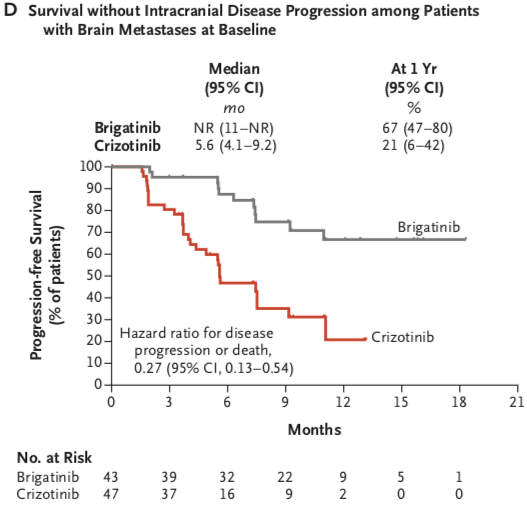 D Survival without Intracranial Disease Progression among Patients
with Brain Metastases at Baseline
Median
(95% CI)
At 1 Yr
(95% CI)
mo
%
Brigatinib NR (11–NR) 67 (47–80)
Crizotinib 5.6 (4.1–9.2) 21 (6–42)
Progression-free Survival
(% of patients)
100
90
80
70
60
50
40
30
20
10
0
Brigatinib
Crizotinib
Hazard ratio for disease
progression or death,
0.27 (95% CI, 0.13–0.54)
0 3 6 9 12 15 18 21
Months
No. at Risk
Brigatinib 43 39 32 22 9 5 1
Crizotinib 47 37 16 9 2 0 0